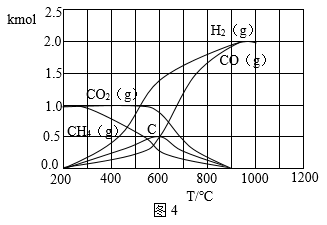 kmol
2.5
2.0
1.5
1.0
0.5
0.0
H₂（g）
CO（g）
CO₂（g）
CH₄（g）
C
200 400 600 800 1000 1200
T/℃
图4